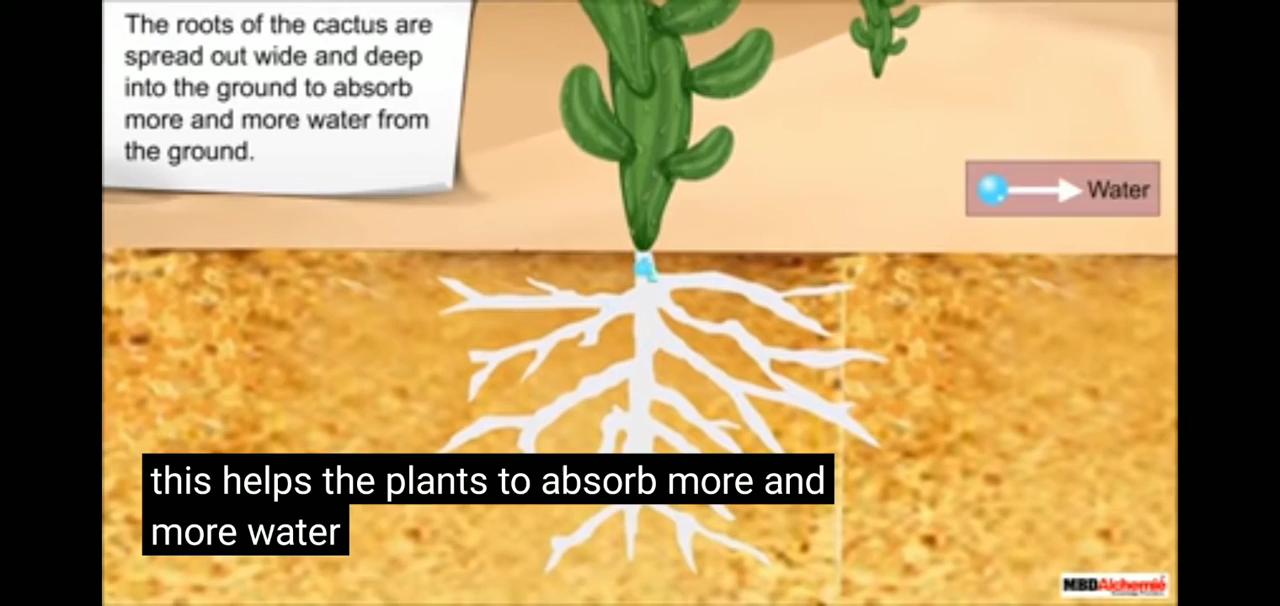 The roots of the cactus are
spread out wide and deep
into the ground to absorb
more and more water from
the ground.
Water
this helps the plants to absorb more and
more water
MBDAlchemie